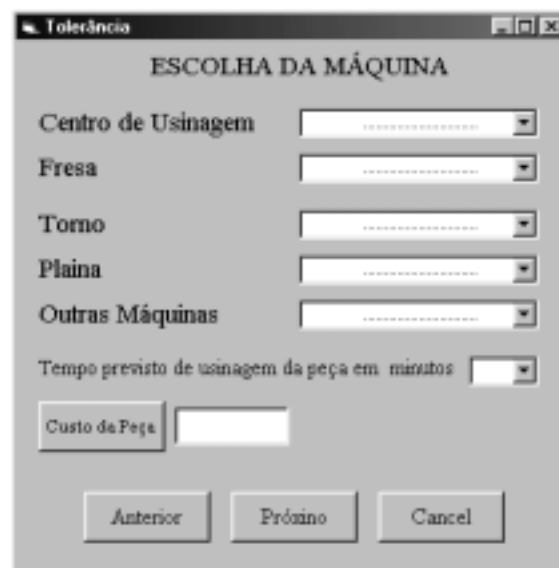 Tolerância
ESCOLHA DA MÁQUINA
Centro de Usinagem
Fresa
Torno
Plaina
Outras Máquinas
Tempo previsto de usinagem da peça em minutos
Custo da Peça
Anterior Próximo Cancel